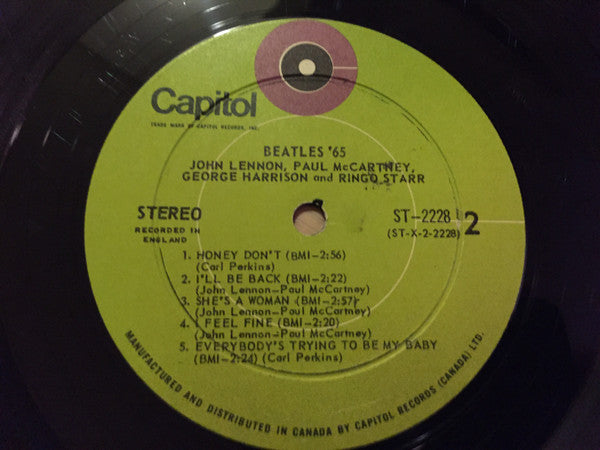 Capitol
TRADE MARK OF CAPITOL RECORDS, INC.
BEATLES '65
JOHN LENNON, PAUL McCARTNEY,
GEORGE HARRISON and RINGO STARR
STEREO
RECORDED IN
ENGLAND
ST-2228
(ST-X-2-2228)
2
1. HONEY DON'T (BMI-2:56)
(Carl Perkins)
2. I'LL BE BACK (BMI-2:22)
(John Lennon-Paul McCartney)
3. SHE'S A WOMAN (BMI-2:57)
(John Lennon-Paul McCartney)
4. I FEEL FINE (BMI-2:20)
(John Lennon-Paul McCartney)
5. EVERYBODY'S TRYING TO BE MY BABY
(BMI-2:24) (Carl Perkins)
MANUFACTURED AND DISTRIBUTED IN CANADA BY CAPITOL RECORDS (CANADA) LTD.